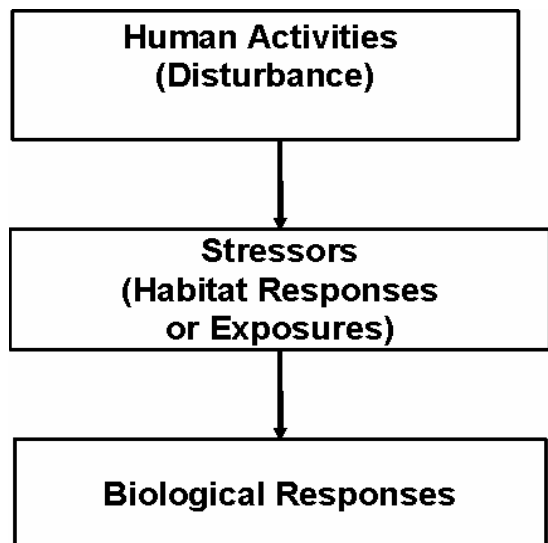 Human Activities
(Disturbance)
Stressors
(Habitat Responses
or Exposures)
Biological Responses